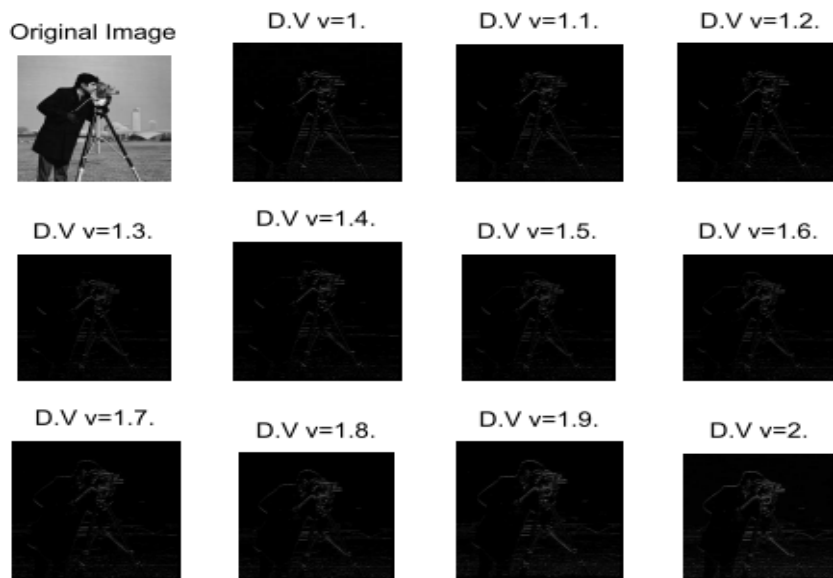 Original Image
D.V v=1.
D.V v=1.1.
D.V v=1.2.
D.V v=1.3.
D.V v=1.4.
D.V v=1.5.
D.V v=1.6.
D.V v=1.7.
D.V v=1.8.
D.V v=1.9.
D.V v=2.